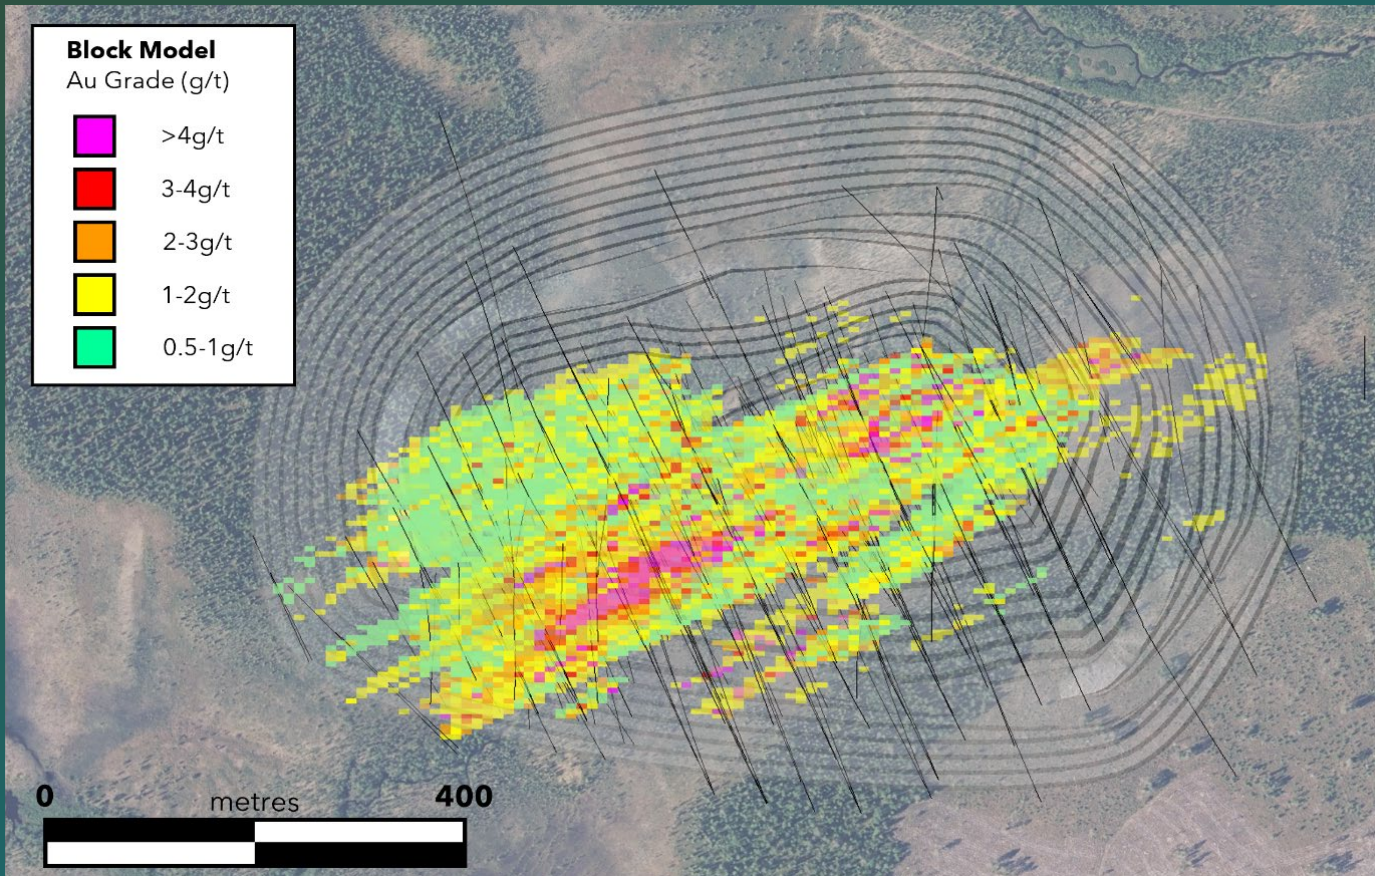 Block Model
Au Grade (g/t)
>4g/t
3-4g/t
2-3g/t
1-2g/t
0.5-1g/t
0 metres 400